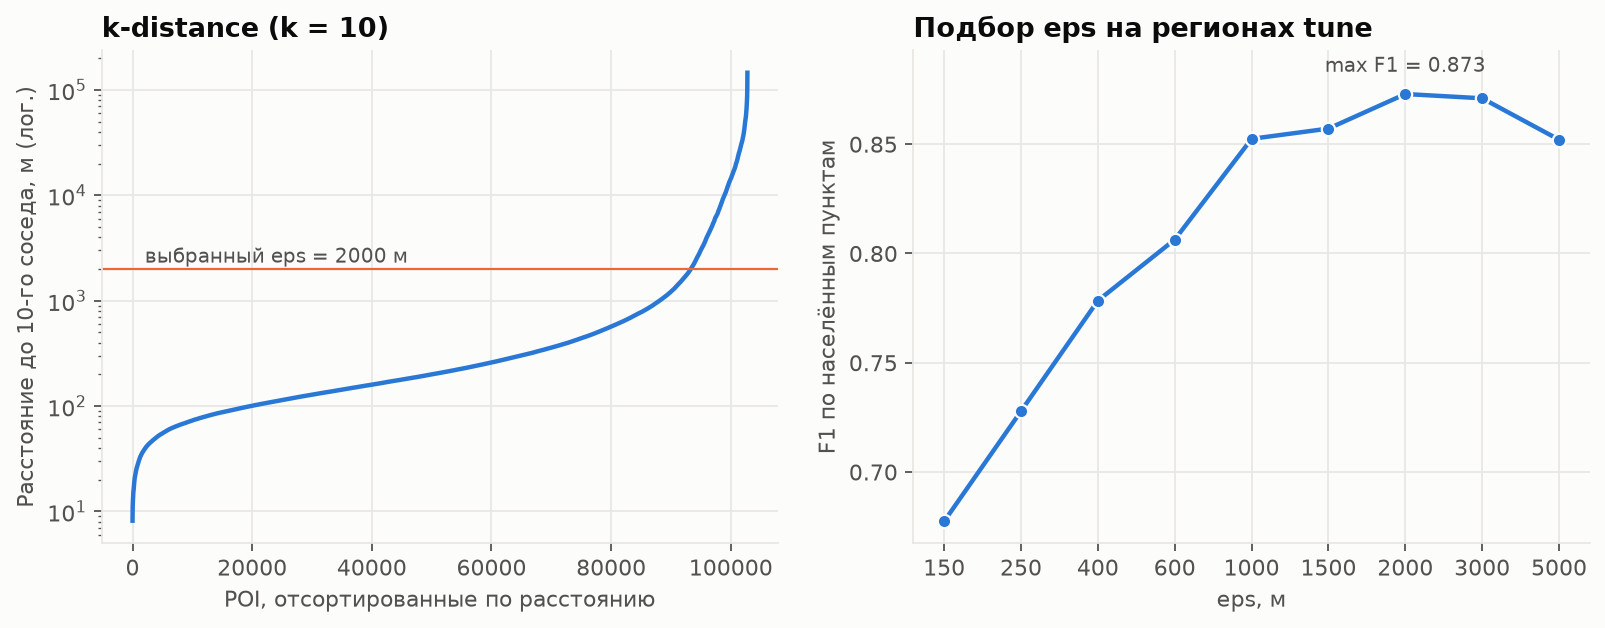 k-distance (k = 10)
Расстояние до 10-го соседа, м (лог.)
10^5
10^4
10^3
10^2
10^1
выбранный eps = 2000 м
0 20000 40000 60000 80000 100000
POI, отсортированные по расстоянию
Подбор eps на регионах tune
max F1 = 0.873
F1 по населённым пунктам
0.85
0.80
0.75
0.70
150 250 400 600 1000 1500 2000 3000 5000
eps, м